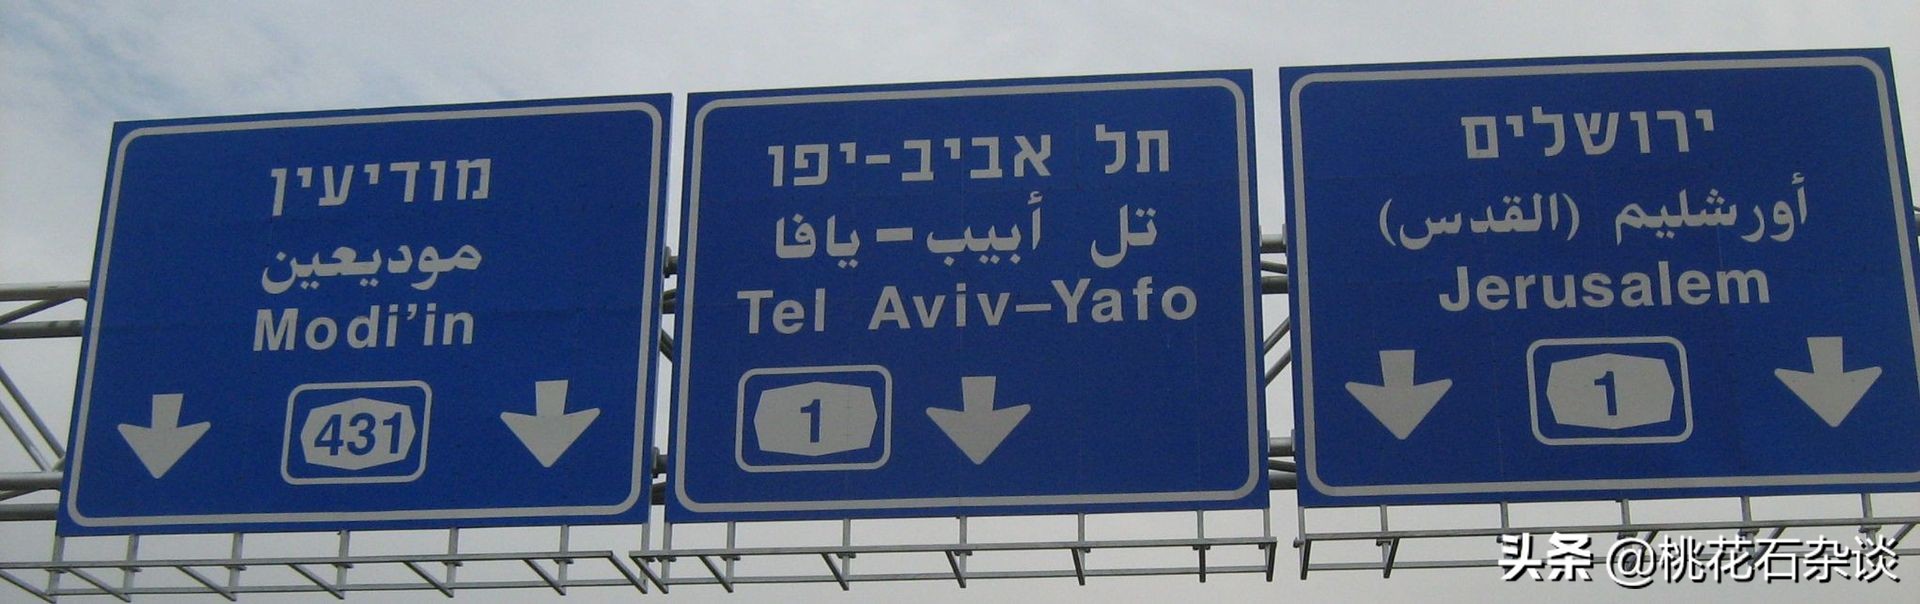 מודיעין
موديعين
Modi'in
431
תל אביב-יפו
تل أبيب-يافا
Tel Aviv–Yafo
1
ירושלים
أورشليم (القدس)
Jerusalem
1
头条 @桃花石杂谈